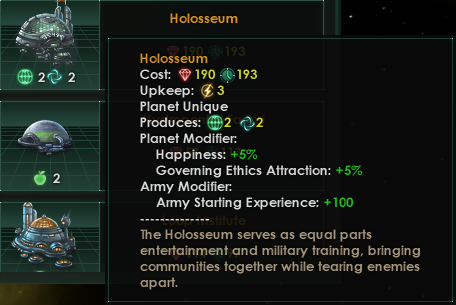 Holosseum
Holosseum
Cost: 190 193
Upkeep: 3
Planet Unique
Produces: 2 2
Planet Modifier:
Happiness: +5%
Governing Ethics Attraction: +5%
Army Modifier:
Army Starting Experience: +100
--------------
The Holosseum serves as equal parts
entertainment and military training, bringing
communities together while tearing enemies
apart.
2 2
2